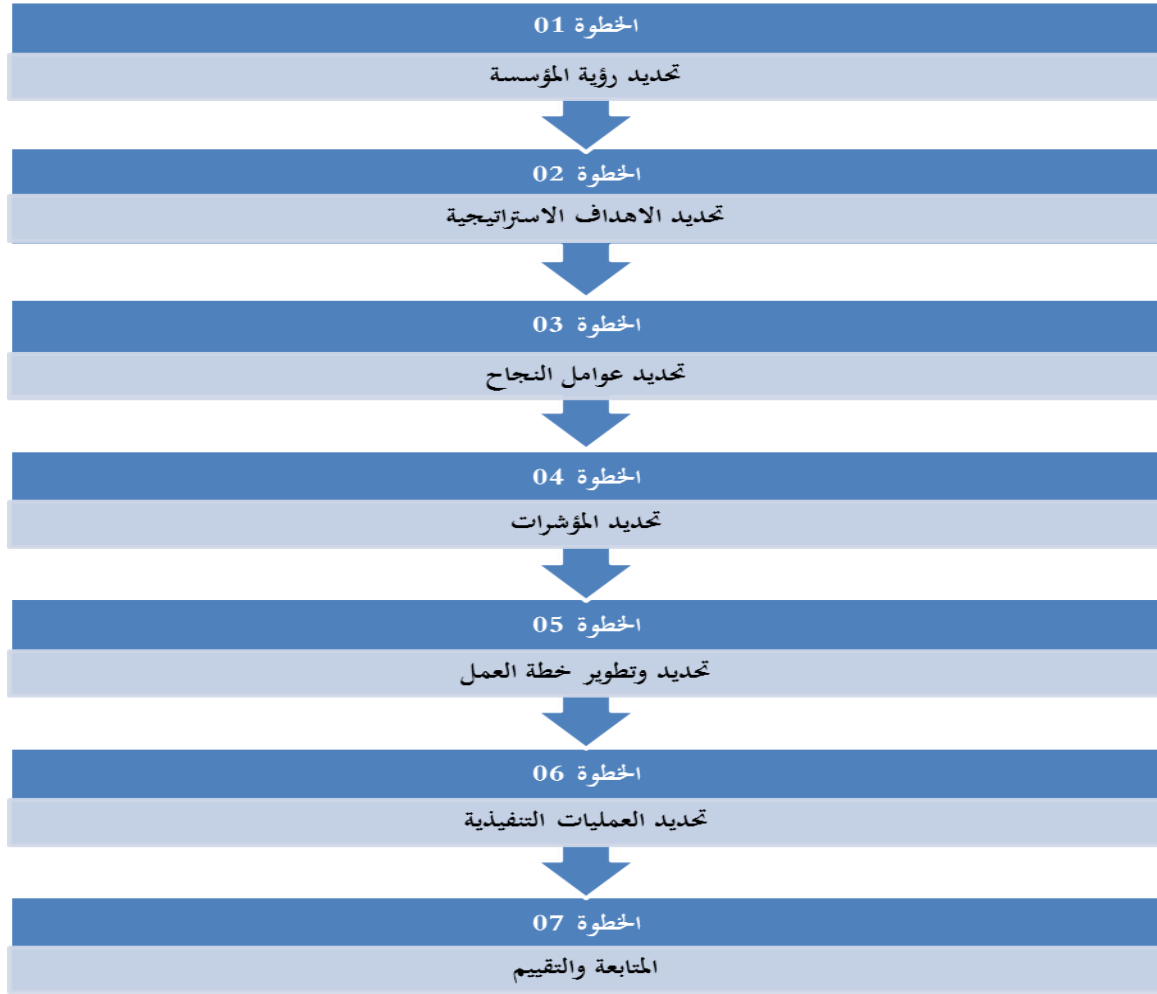 الخطوة 01
تحديد رؤية المؤسسة
الخطوة 02
تحديد الاهداف الاستراتيجية
الخطوة 03
تحديد عوامل النجاح
الخطوة 04
تحديد المؤشرات
الخطوة 05
تحديد وتطوير خطة العمل
الخطوة 06
تحديد العمليات التنفيذية
الخطوة 07
المتابعة والتقييم